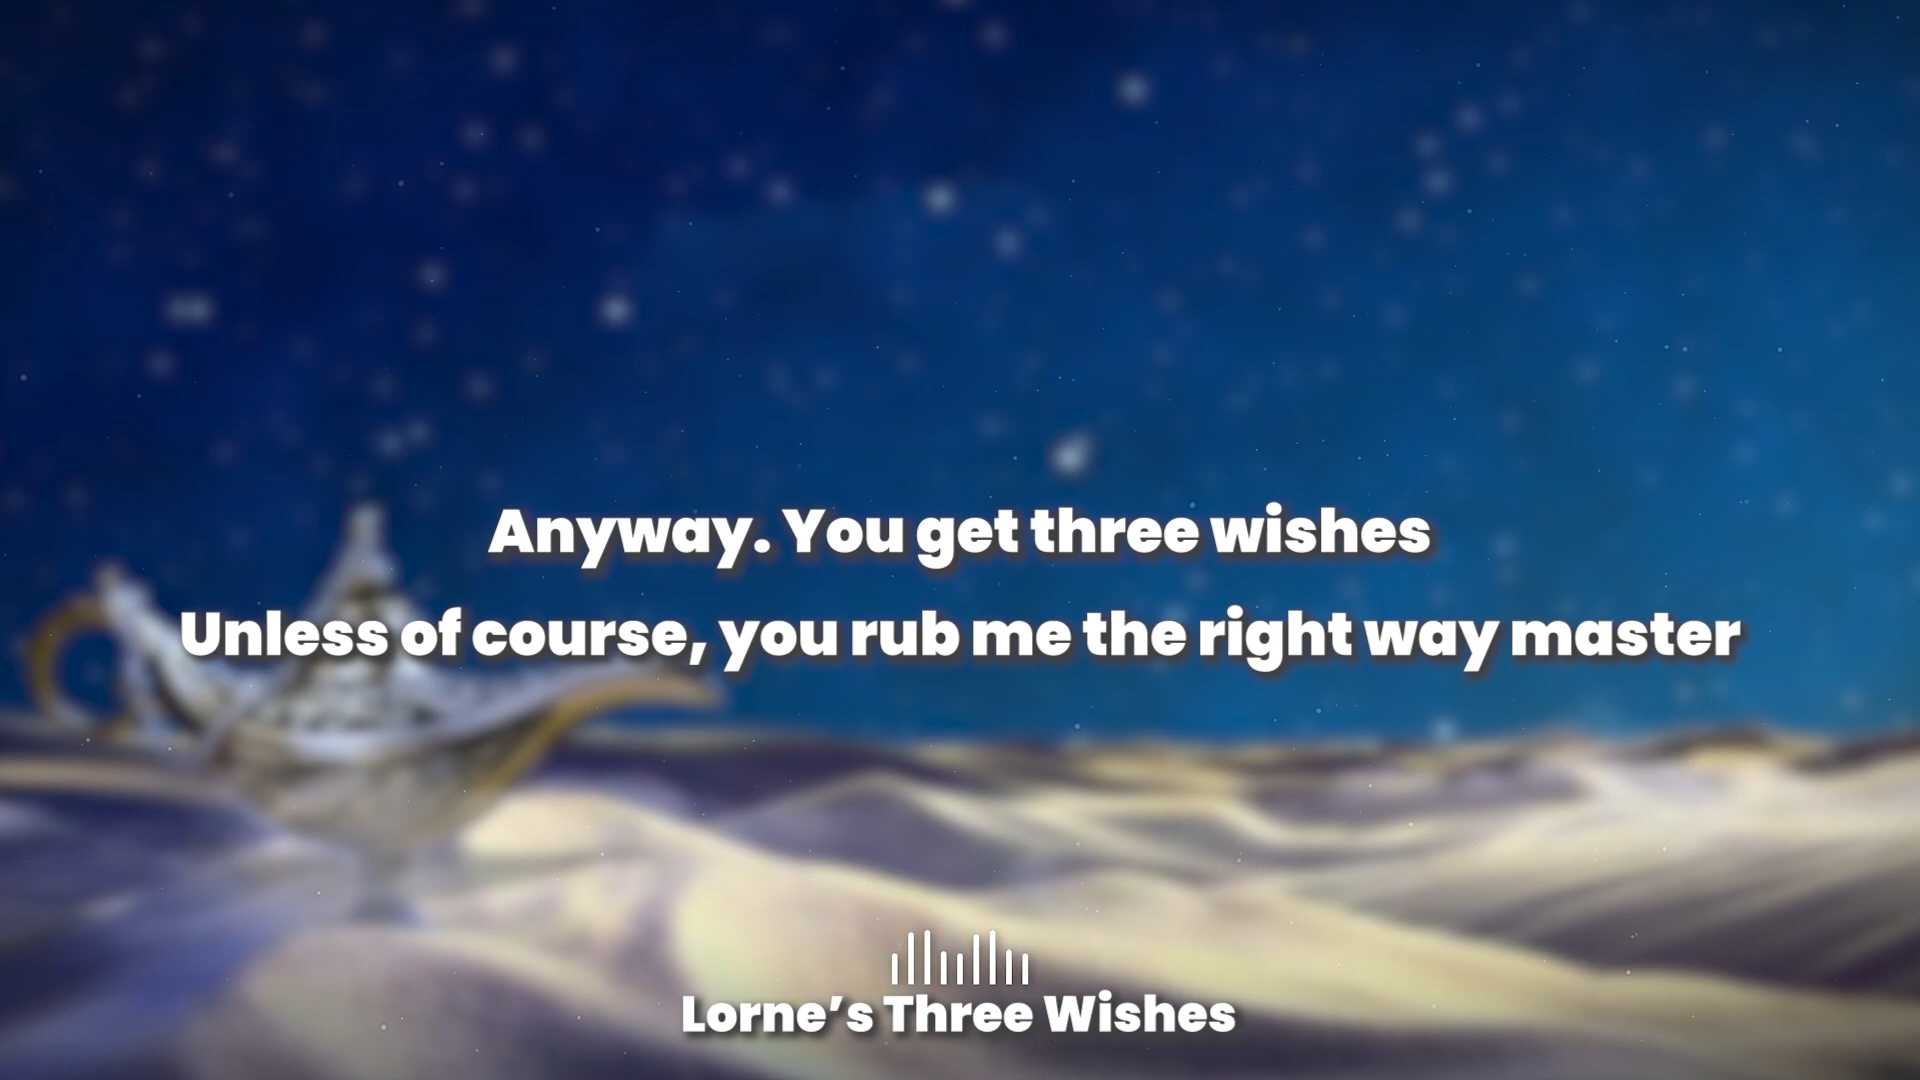 Anyway. You get three wishes
Unless of course, you rub me the right way master
Lorne’s Three Wishes